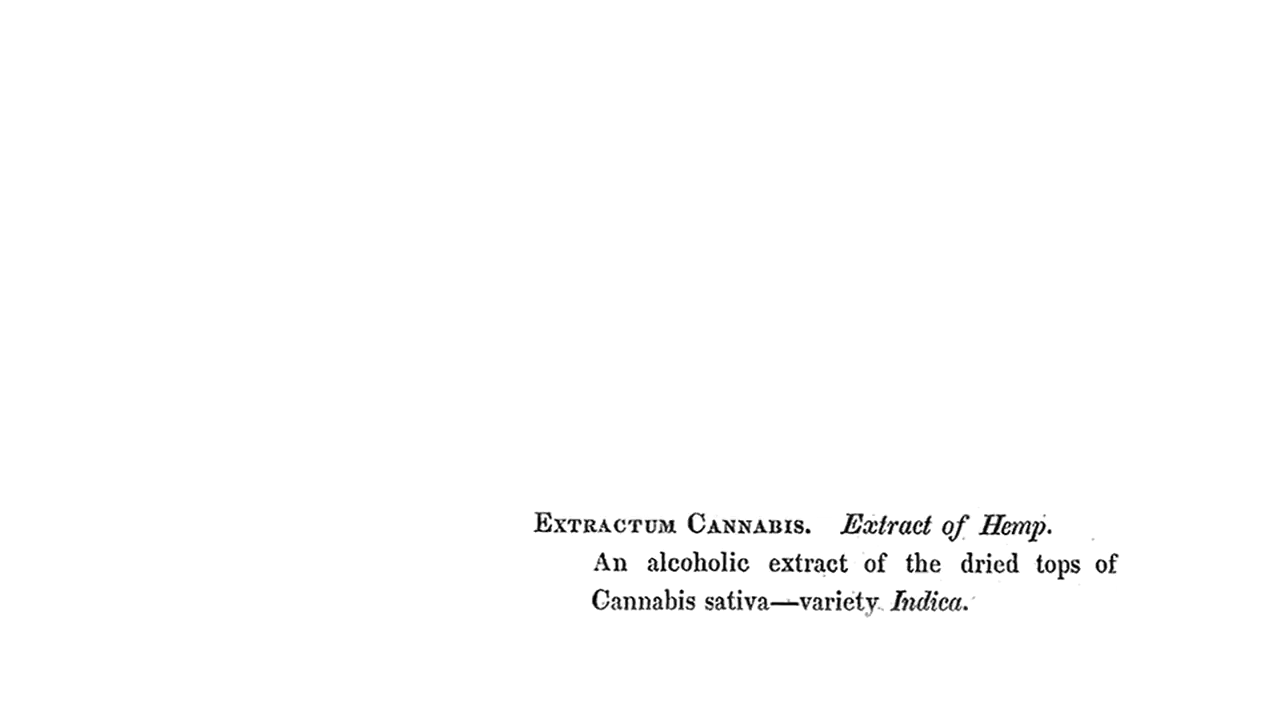 EXTRACTUM CANNABIS. Extract of Hemp.
An alcoholic extract of the dried tops of
Cannabis sativa—variety Indica.